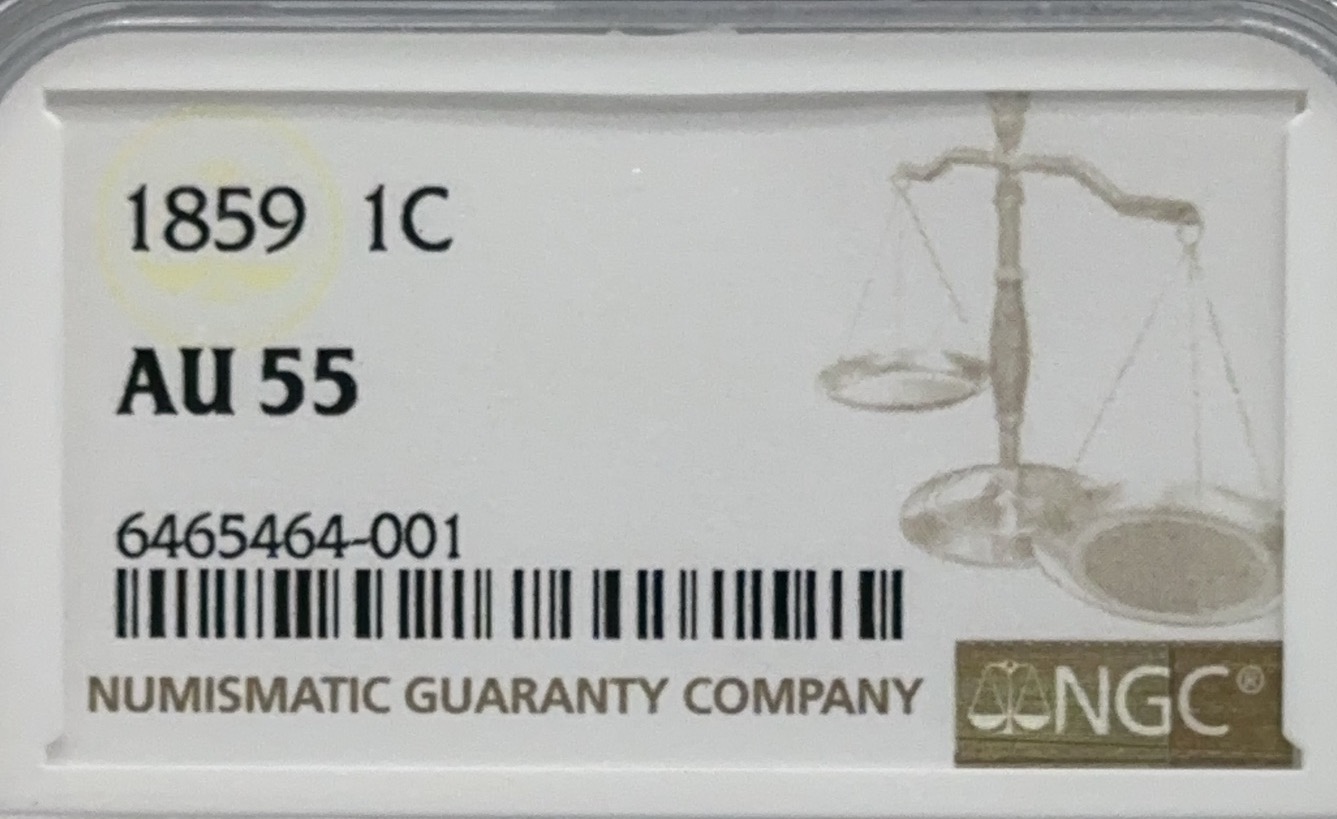 1859 1C
AU 55
6465464-001
NUMISMATIC GUARANTY COMPANY
NGC®